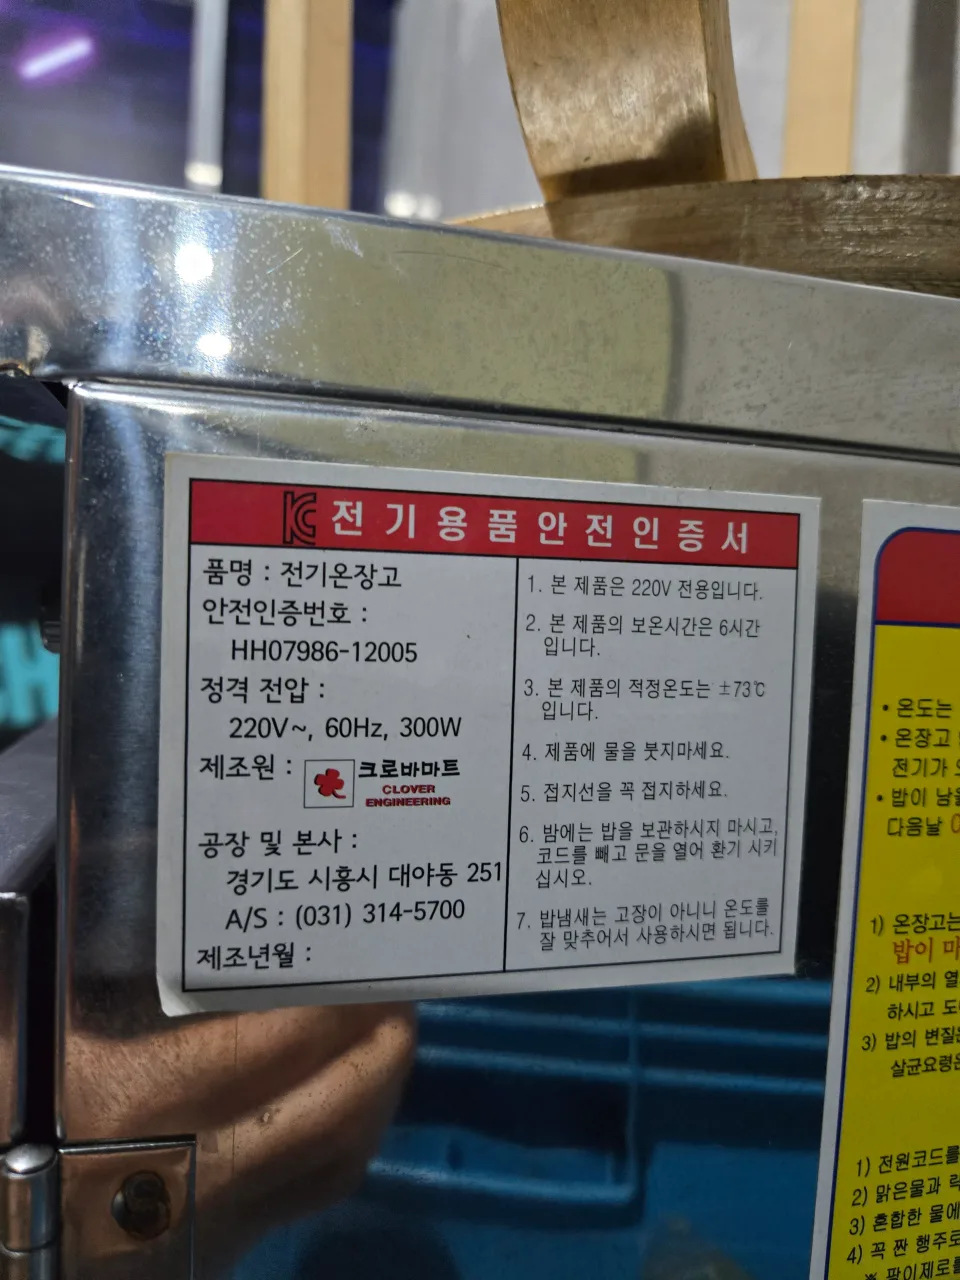 전기용품안전인증서
품명 : 전기온장고
안전인증번호 :
HH07986-12005
정격 전압 :
220V~, 60Hz, 300W
제조원 : 크로바마트
CLOVER
ENGINEERING
공장 및 본사 :
경기도 시흥시 대야동 251
A/S : (031) 314-5700
제조년월 :
1. 본 제품은 220V 전용입니다.
2. 본 제품의 보온시간은 6시간
입니다.
3. 본 제품의 적정온도는 ±73℃
입니다.
4. 제품에 물을 붓지마세요.
5. 접지선을 꼭 접지하세요.
6. 밤에는 밥을 보관하시지 마시고,
코드를 빼고 문을 열어 환기 시키
십시오.
7. 밥냄새는 고장이 아니니 온도를
잘 맞추어서 사용하시면 됩니다.
• 온도는
• 온장고
전기가
• 밥이 남을
다음날
1) 온장고는
밥이 마
2) 내부의 열
하시고
3) 밥의 변질
살균요령은
1) 전원코드를
2) 맑은물과
3) 혼합한 물에
4) 꼭 짠 행주로
※ 팡이제로를